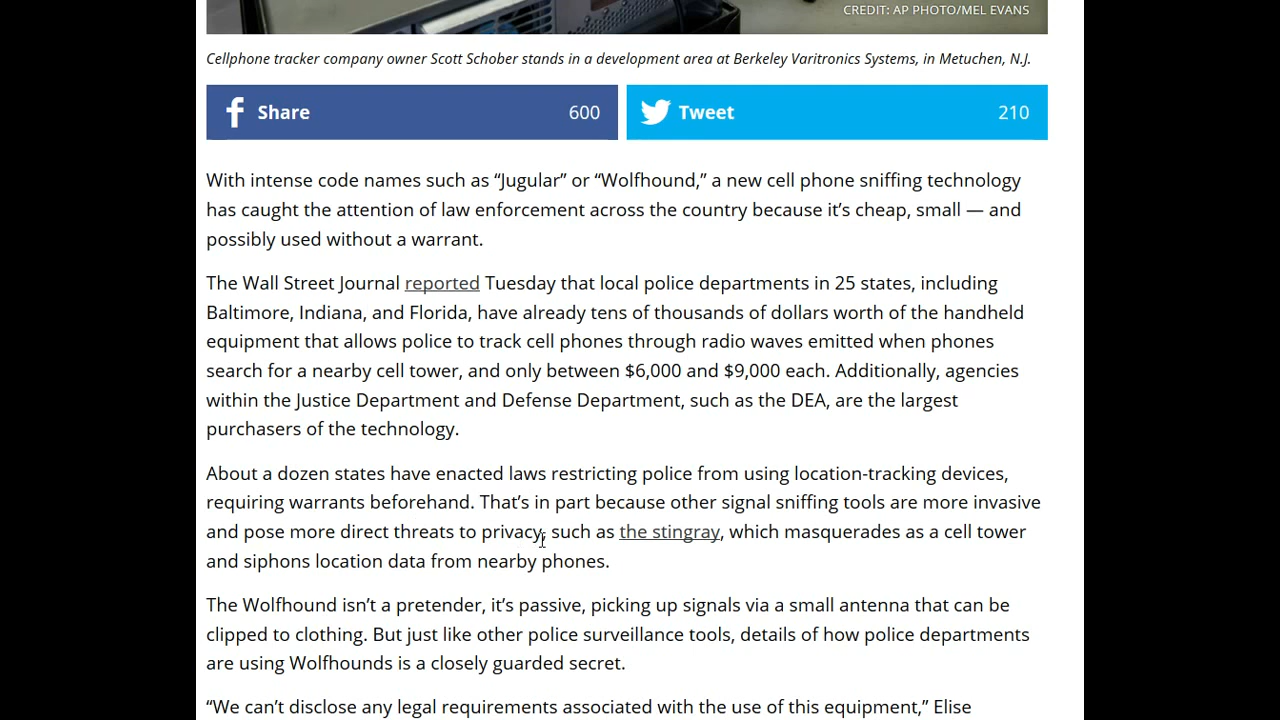 CREDIT: AP PHOTO/MEL EVANS
Cellphone tracker company owner Scott Schober stands in a development area at Berkeley Varitronics Systems, in Metuchen, N.J.
Share 600
Tweet 210
With intense code names such as “Jugular” or “Wolfhound,” a new cell phone sniffing technology
has caught the attention of law enforcement across the country because it’s cheap, small — and
possibly used without a warrant.
The Wall Street Journal reported Tuesday that local police departments in 25 states, including
Baltimore, Indiana, and Florida, have already tens of thousands of dollars worth of the handheld
equipment that allows police to track cell phones through radio waves emitted when phones
search for a nearby cell tower, and only between $6,000 and $9,000 each. Additionally, agencies
within the Justice Department and Defense Department, such as the DEA, are the largest
purchasers of the technology.
About a dozen states have enacted laws restricting police from using location-tracking devices,
requiring warrants beforehand. That’s in part because other signal sniffing tools are more invasive
and pose more direct threats to privacy, such as the stingray, which masquerades as a cell tower
and siphons location data from nearby phones.
The Wolfhound isn’t a pretender, it’s passive, picking up signals via a small antenna that can be
clipped to clothing. But just like other police surveillance tools, details of how police departments
are using Wolfhounds is a closely guarded secret.
“We can’t disclose any legal requirements associated with the use of this equipment,” Elise